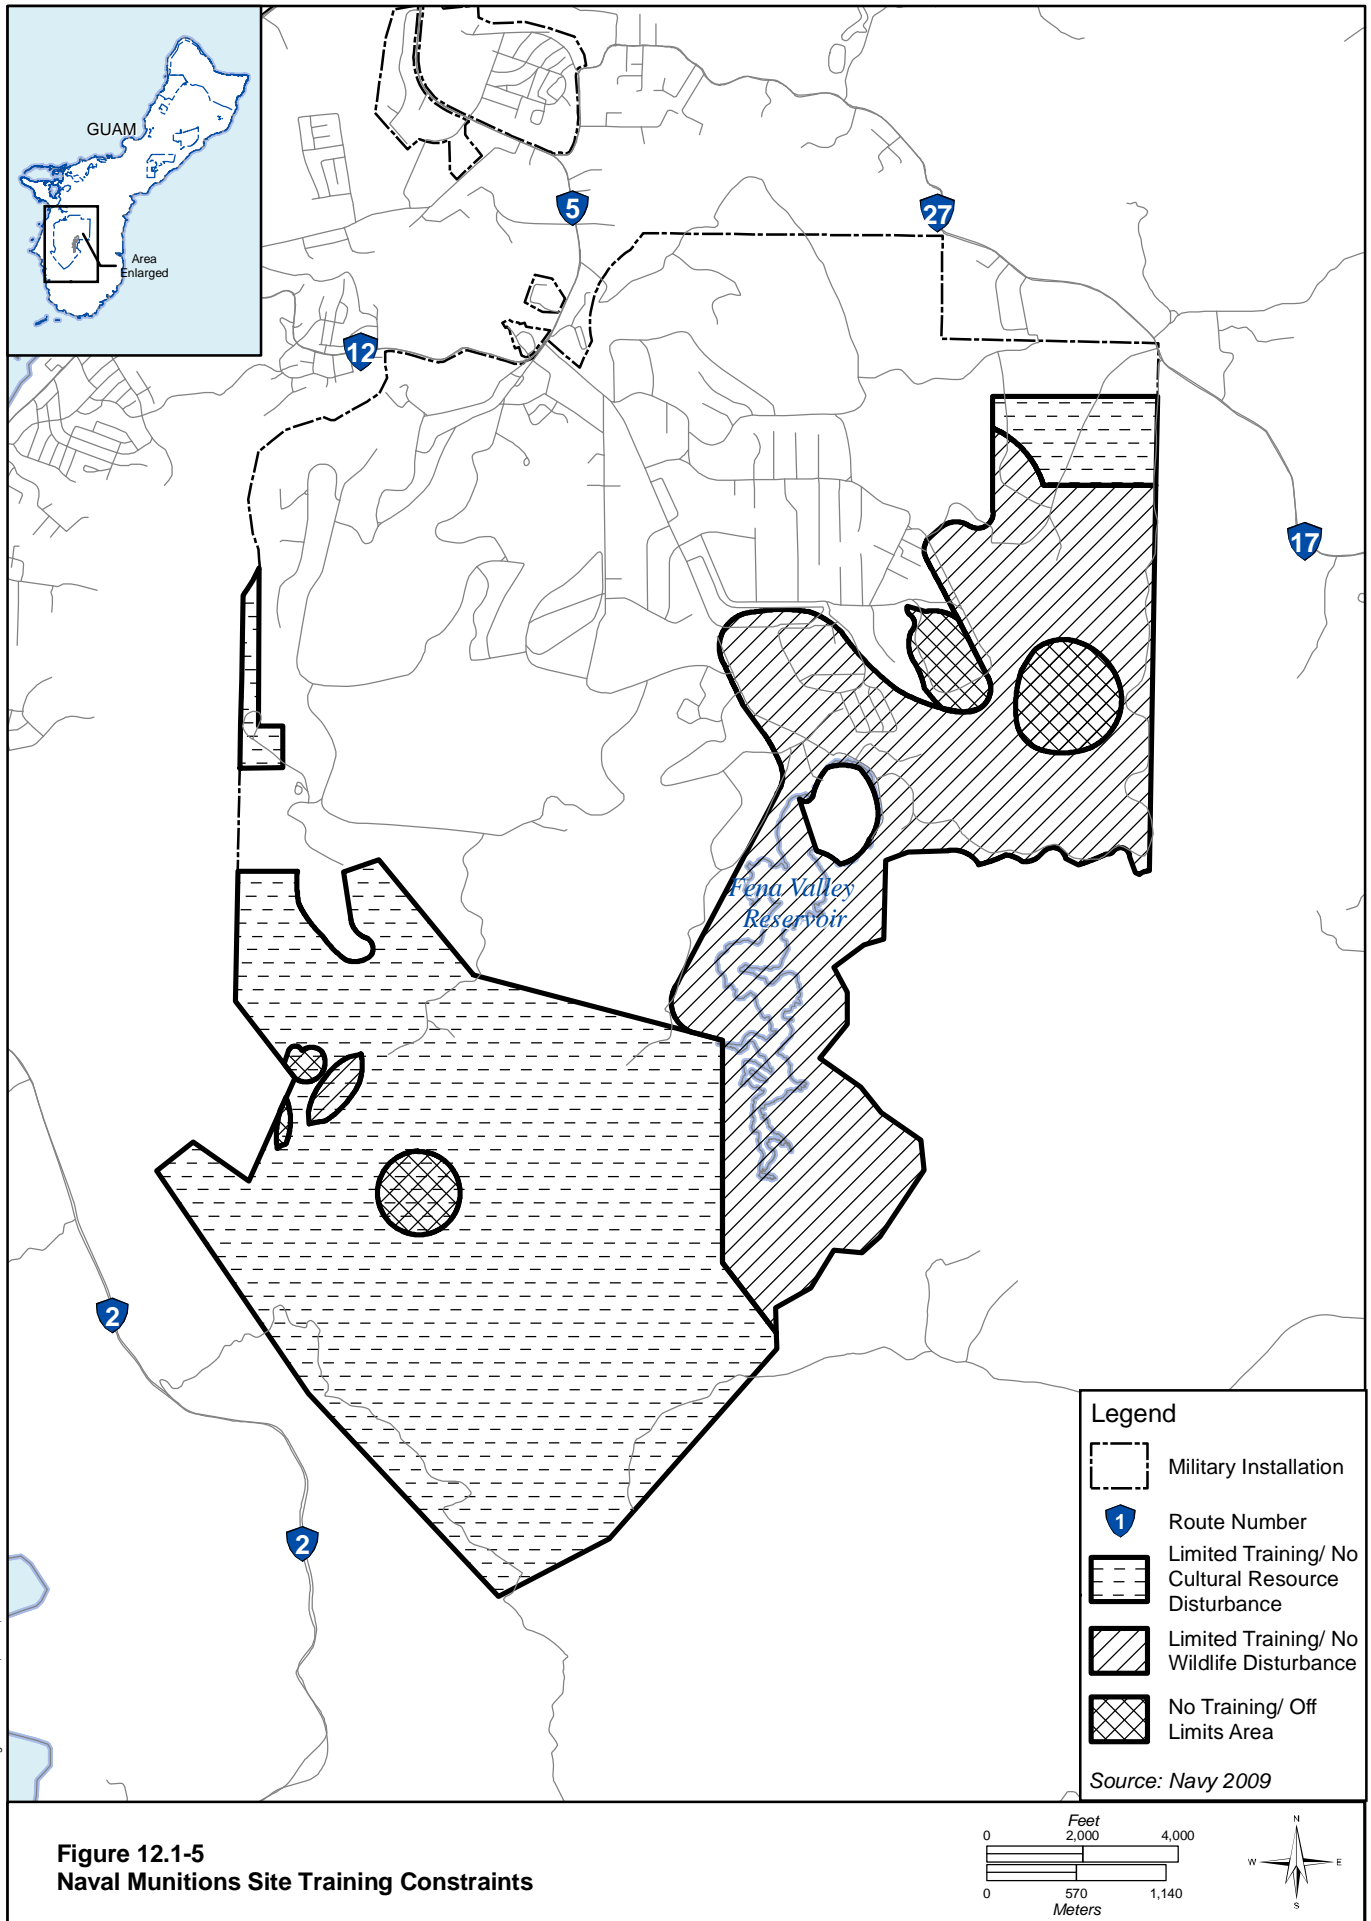 GUAM
Area
Enlarged
5
27
12
17
Fena Valley
Reservoir
2
2
Legend
Military Installation
1
Route Number
Limited Training/ No
Cultural Resource
Disturbance
Limited Training/ No
Wildlife Disturbance
No Training/ Off
Limits Area
Source: Navy 2009
Figure 12.1-5
Naval Munitions Site Training Constraints
Feet
0 2,000 4,000
0 570 1,140
Meters
N
W E
S